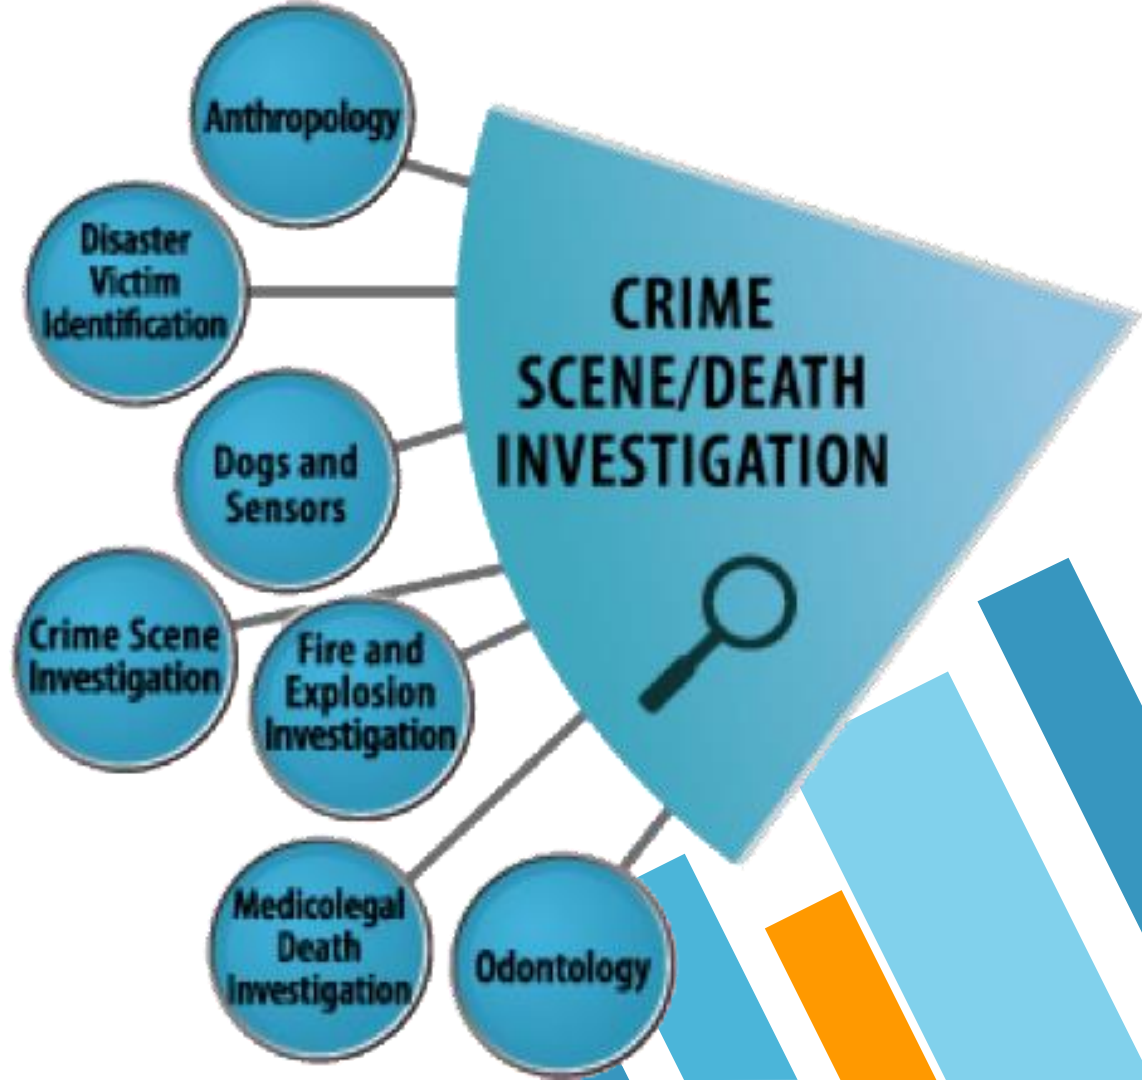 Anthropology
Disaster
Victim
Identification
Dogs and
Sensors
Crime Scene
Investigation
Fire and
Explosion
Investigation
Medicolegal
Death
Investigation
Odontology
CRIME
SCENE/DEATH
INVESTIGATION